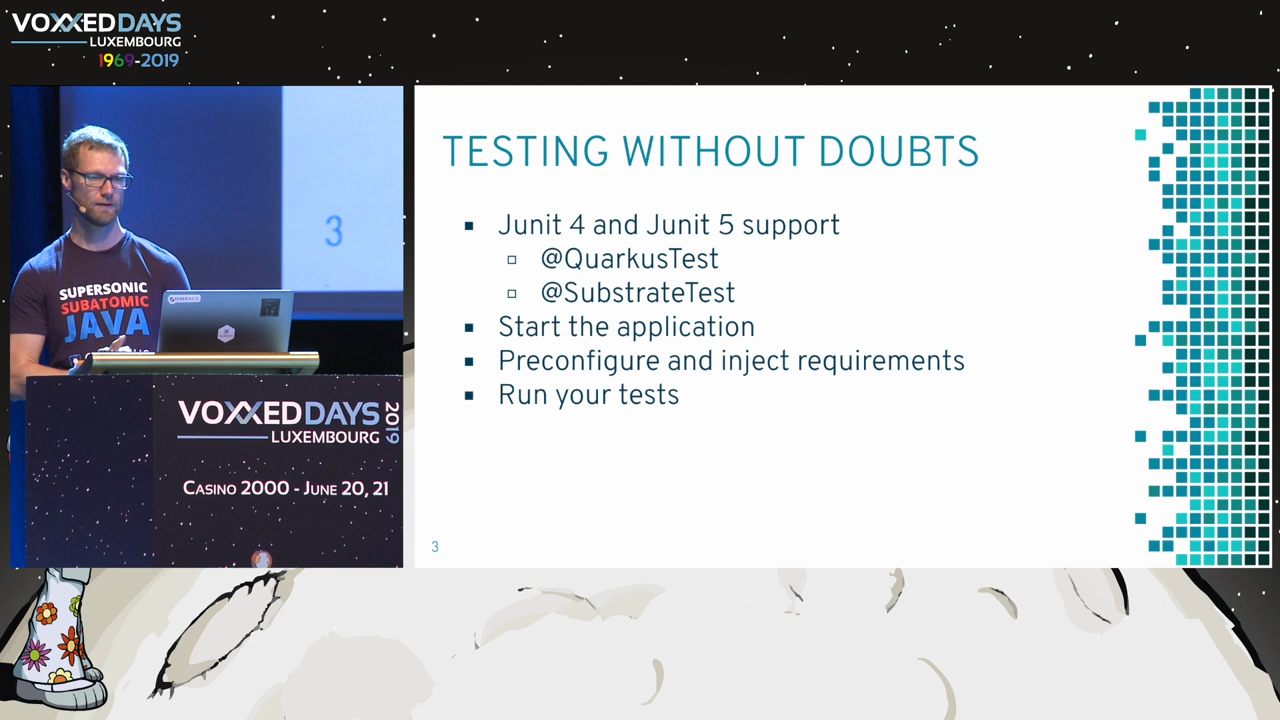 VOXXED DAYS
LUXEMBOURG
1969-2019
3
SUPERSONIC
SUBATOMIC
JAVA
VOXXED DAYS 2019
LUXEMBOURG
CASINO 2000 - JUNE 20, 21
TESTING WITHOUT DOUBTS
▪ Junit 4 and Junit 5 support
▫ @QuarkusTest
▫ @SubstrateTest
▪ Start the application
▪ Preconfigure and inject requirements
▪ Run your tests
3